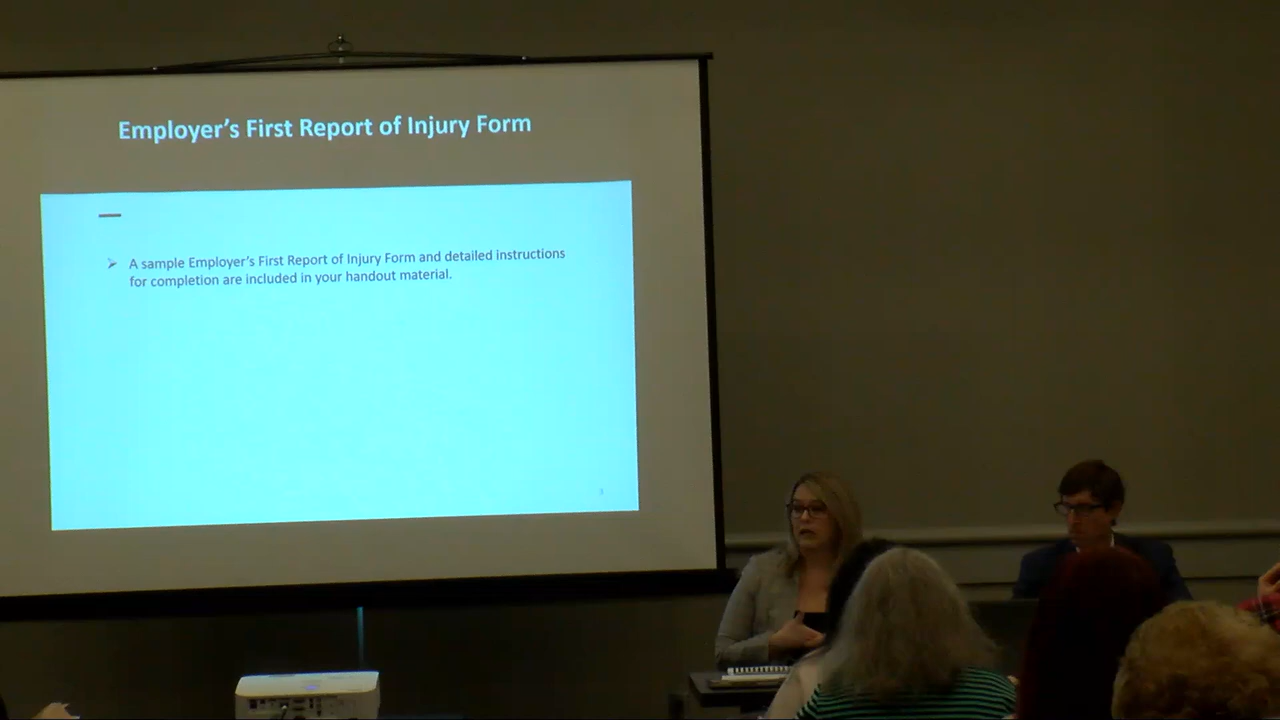 Employer’s First Report of Injury Form
➢ A sample Employer’s First Report of Injury Form and detailed instructions
for completion are included in your handout material.